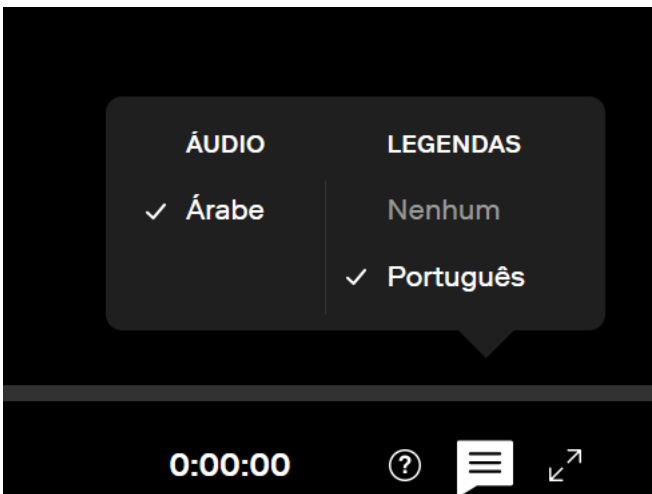 ÁUDIO
Árabe
LEGENDAS
Nenhum
Português
0:00:00
?